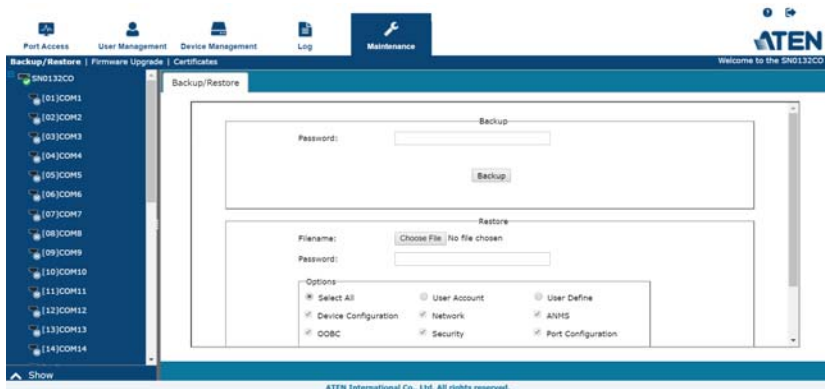 Port Access User Management Device Management Log Maintenance
ATEN
Backup/Restore | Firmware Upgrade | Certificates
Welcome to the SN0132CO
SN0132CO
[01]COM1
[02]COM2
[03]COM3
[04]COM4
[05]COM5
[06]COM6
[07]COM7
[08]COM8
[09]COM9
[10]COM10
[11]COM11
[12]COM12
[13]COM13
[14]COM14
Show
Backup/Restore
Backup
Password:
Backup
Restore
Filename: Choose File No file chosen
Password:
Options
Select All User Account User Define
Device Configuration Network ANMS
OOBC Security Port Configuration
ATEN International Co., Ltd. All rights reserved.